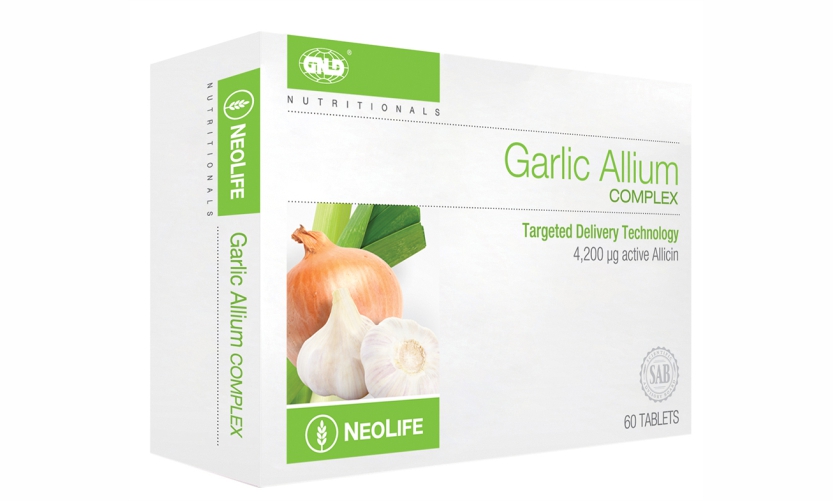 GNLD®
NUTRITIONALS
Garlic Allium
COMPLEX
Targeted Delivery Technology
4,200 µg active Allicin
SAB
60 TABLETS
NEOLIFE
NUTRITIONALS
NEOLIFE
Garlic Allium COMPLEX